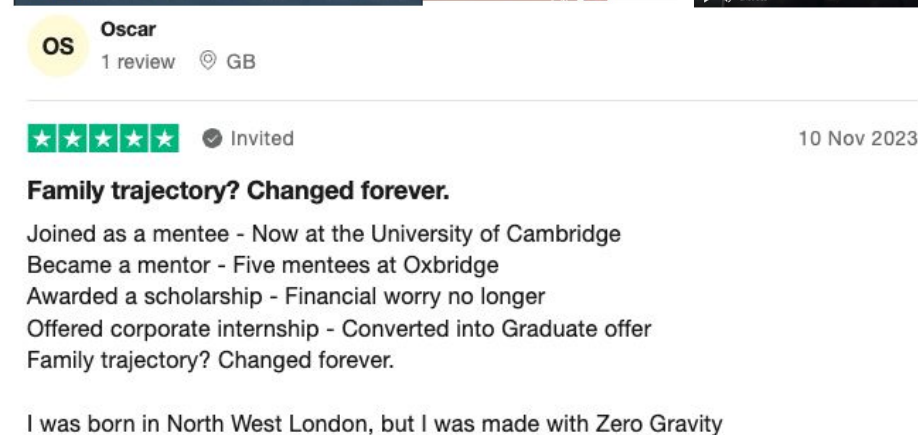 Oscar
OS
1 review GB
Invited
10 Nov 2023
Family trajectory? Changed forever.
Joined as a mentee - Now at the University of Cambridge
Became a mentor - Five mentees at Oxbridge
Awarded a scholarship - Financial worry no longer
Offered corporate internship - Converted into Graduate offer
Family trajectory? Changed forever.
I was born in North West London, but I was made with Zero Gravity